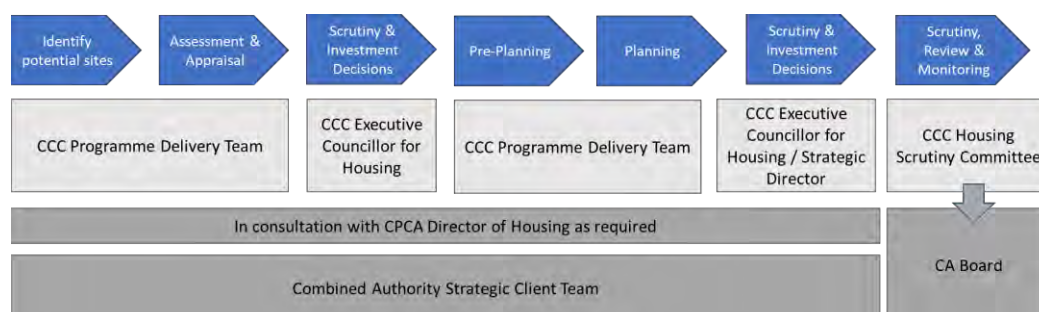 Identify
potential sites
Assessment &
Appraisal
Scrutiny &
Investment
Decisions
Pre-Planning
Planning
Scrutiny &
Investment
Decisions
Scrutiny,
Review &
Monitoring
CCC Programme Delivery Team
CCC Executive
Councillor for
Housing
CCC Programme Delivery Team
CCC Executive
Councillor for
Housing / Strategic
Director
CCC Housing
Scrutiny Committee
In consultation with CPCA Director of Housing as required
Combined Authority Strategic Client Team
CA Board